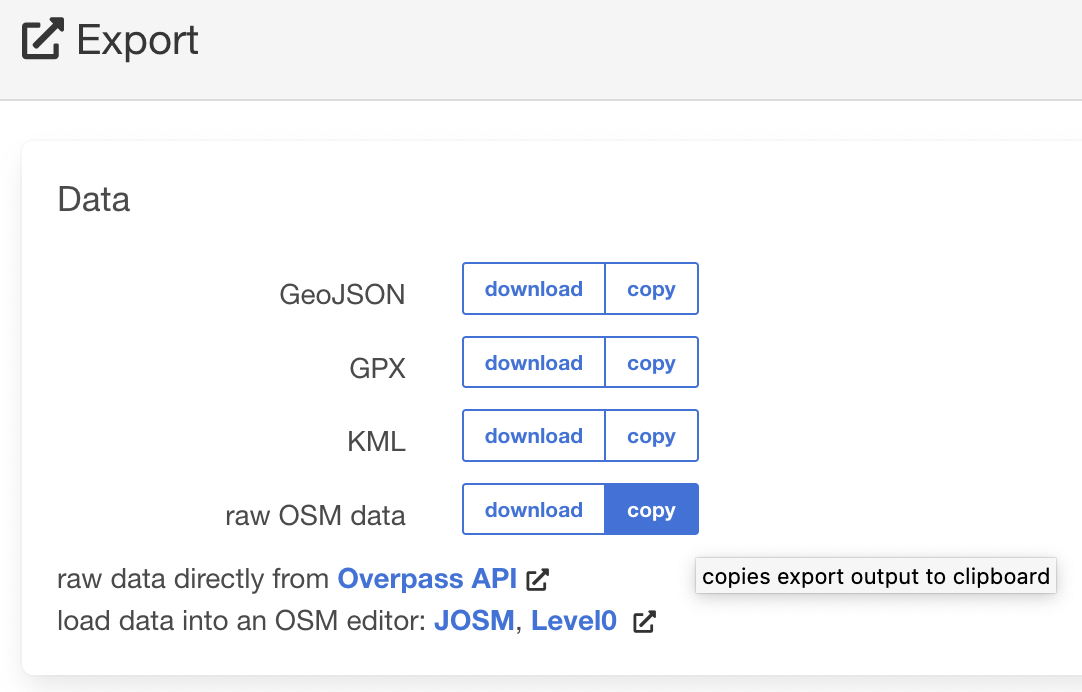 Export
Data
GeoJSON download copy
GPX download copy
KML download copy
raw OSM data download copy
raw data directly from Overpass API
copies export output to clipboard
load data into an OSM editor: JOSM, Level0